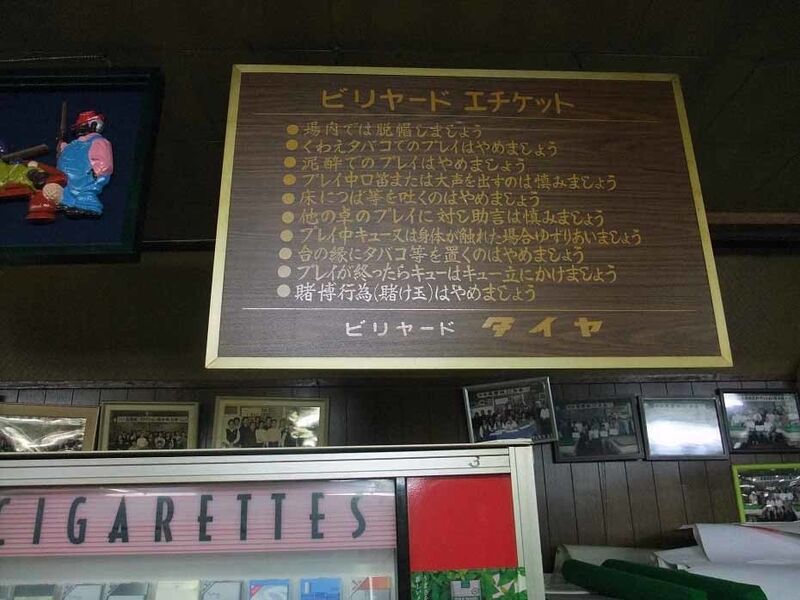 ビリヤード エチケット
●場内では脱帽しましょう
●くわえタバコでのプレイはやめましょう
●泥酔でのプレイはやめましょう
●プレイ中口笛または大声を出すのは慎みましょう
●床につば等を吐くのはやめましょう
●他の卓のプレイに対し助言は慎みましょう
●プレイ中キュー又は身体が触れた場合ゆずりあいましょう
●台の縁にタバコ等を置くのはやめましょう
●プレイが終ったらキューはキュー立にかけましょう
●賭博行為(賭け玉)はやめましょう
ビリヤード タイヤ
3
CIGARETTES